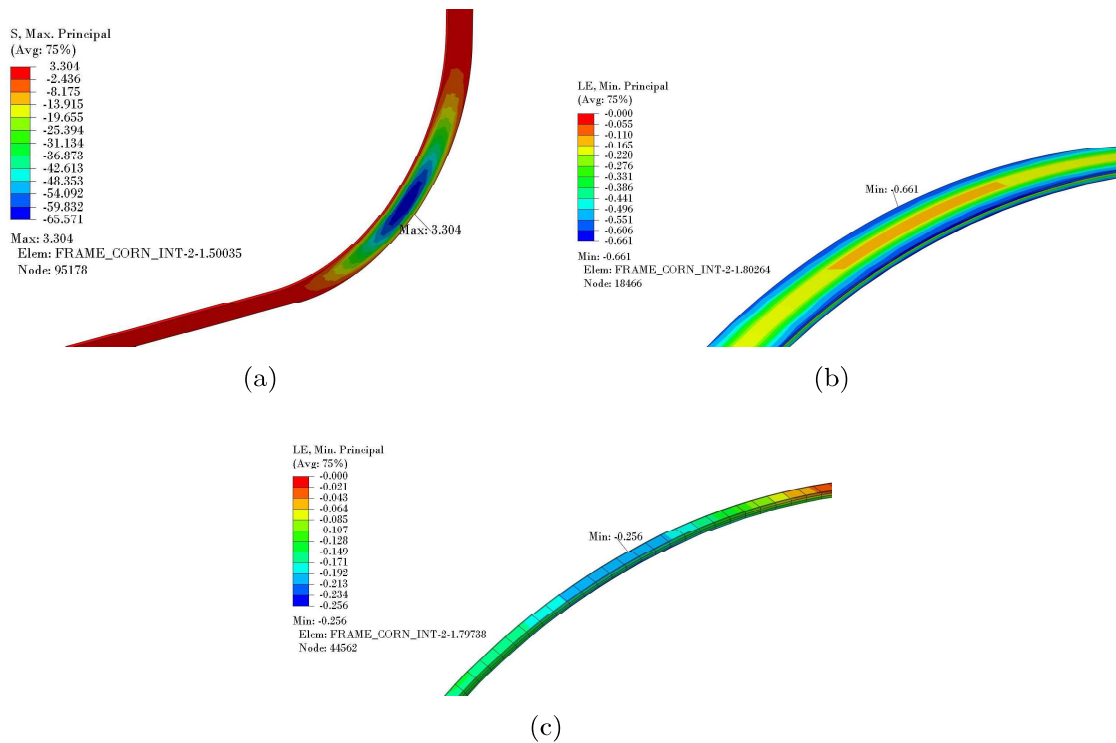 S, Max. Principal
(Avg: 75%)
3.304
-2.436
-8.175
-13.915
-19.655
-25.394
-31.134
-36.873
-42.613
-48.353
-54.092
-59.832
-65.571
Max: 3.304
Elem: FRAME_CORN_INT-2-1.50035
Node: 95178
Max: 3.304
(a)
LE, Min. Principal
(Avg: 75%)
-0.000
-0.055
-0.110
-0.165
-0.220
-0.276
-0.331
-0.386
-0.441
-0.496
-0.551
-0.606
-0.661
Min: -0.661
Elem: FRAME_CORN_INT-2-1.80264
Node: 18466
Min: -0.661
(b)
LE, Min. Principal
(Avg: 75%)
-0.000
-0.021
-0.043
-0.064
-0.085
0.107
-0.128
-0.149
-0.171
-0.192
-0.213
-0.234
-0.256
Min: -0.256
Elem: FRAME_CORN_INT-2-1.79738
Node: 44562
Min: -0.256
(c)